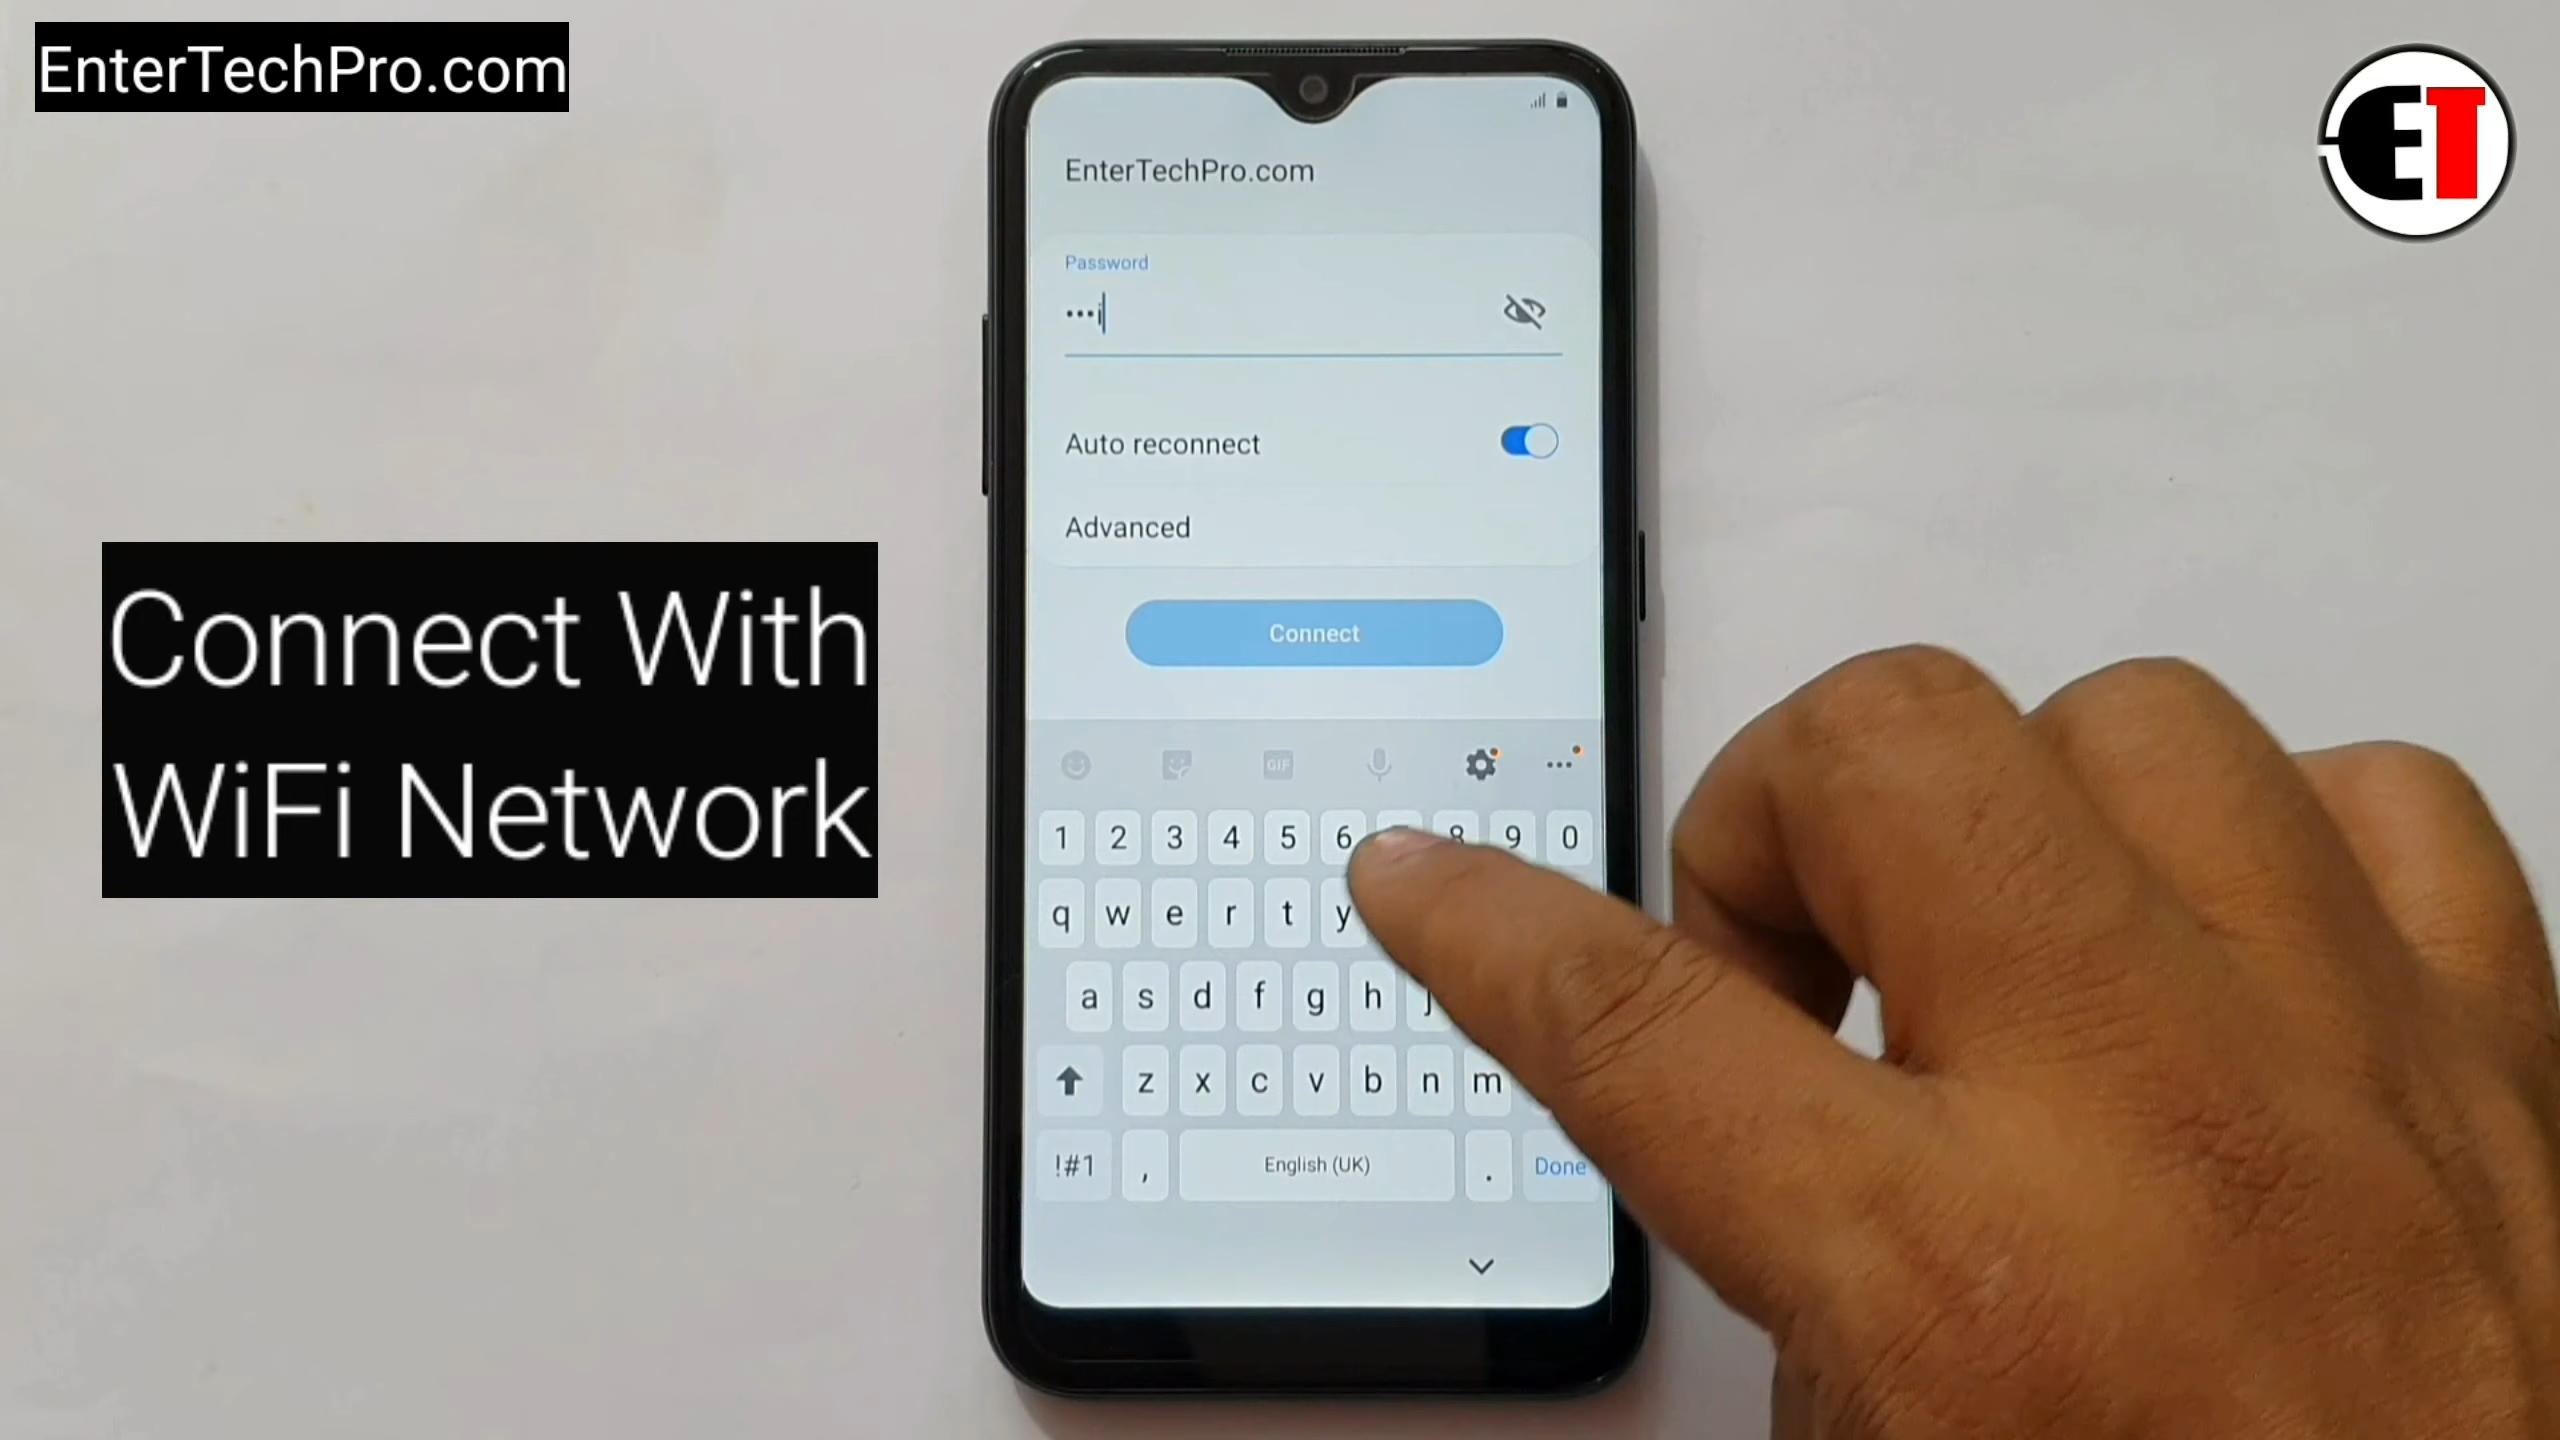 EnterTechPro.com
ET
EnterTechPro.com
Password
•••i
Auto reconnect
Advanced
Connect
Connect With
WiFi Network
GIF
1 2 3 4 5 6 8 9 0
q w e r t y
a s d f g h j
z x c v b n m
!#1 , English (UK) . Done